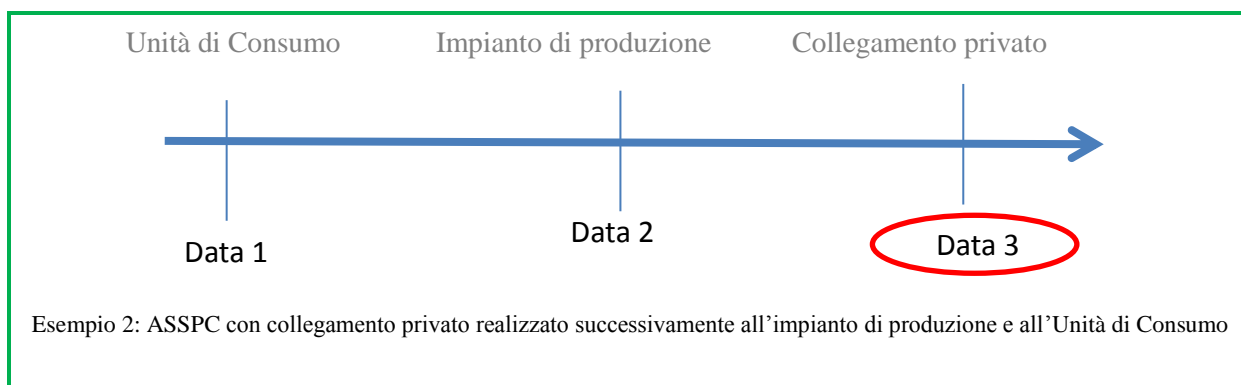 Unità di Consumo Impianto di produzione Collegamento privato
Data 1 Data 2 Data 3
Esempio 2: ASSPC con collegamento privato realizzato successivamente all’impianto di produzione e all’Unità di Consumo